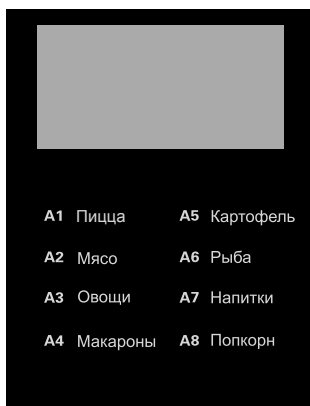 A1 Пицца
A2 Мясо
A3 Овощи
A4 Макароны
A5 Картофель
A6 Рыба
A7 Напитки
A8 Попкорн